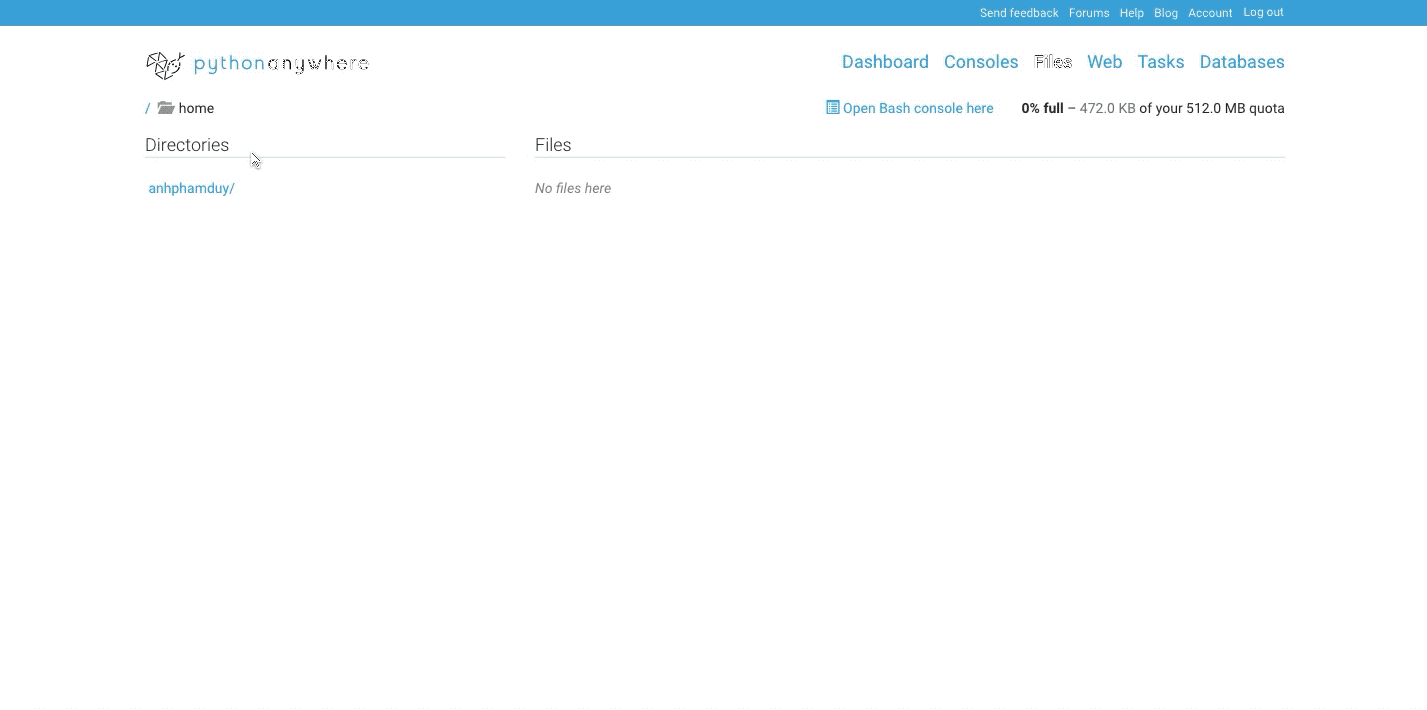 Send feedback Forums Help Blog Account Log out
pythonanywhere
Dashboard Consoles Files Web Tasks Databases
/ home
Open Bash console here 0% full – 472.0 KB of your 512.0 MB quota
Directories Files
anhphamduy/ No files here